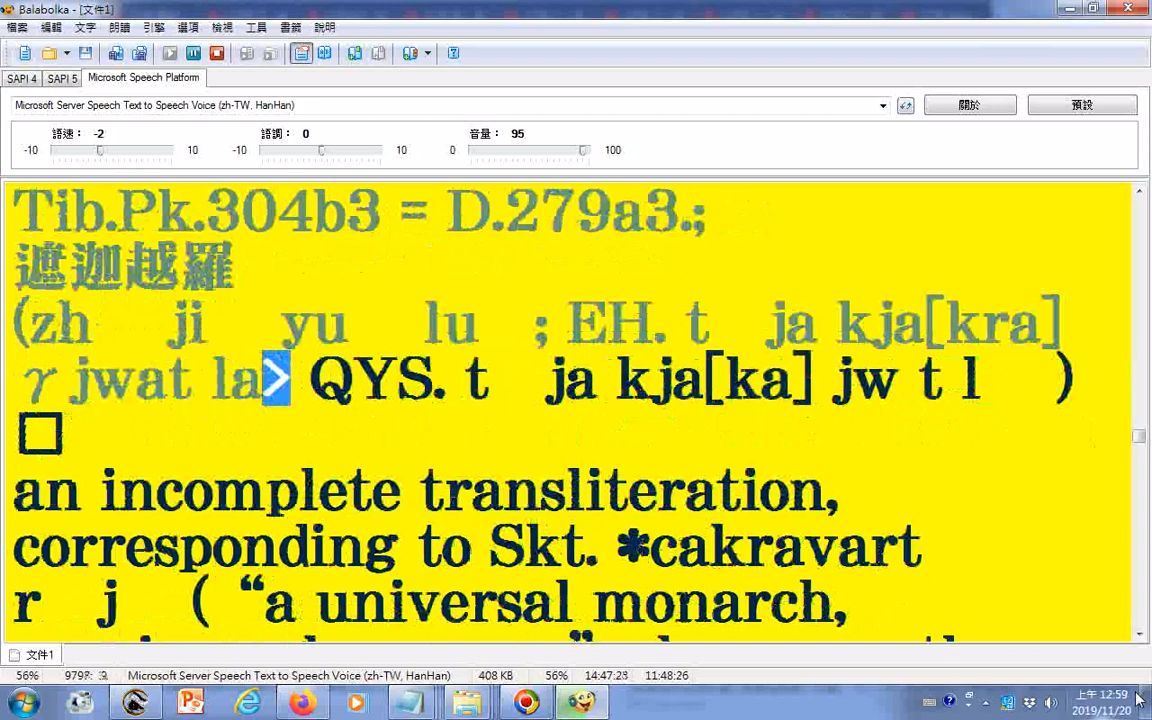 Balabolka - [文件1]
檔案 編輯 文字 朗讀 引擎 選項 檢視 工具 書籤 說明
SAPI 4 SAPI 5 Microsoft Speech Platform
Microsoft Server Speech Text to Speech Voice (zh-TW, HanHan) 關於 預設
語速： -2 語調： 0 音量： 95
-10 10 -10 10 0 100
Tib.Pk.304b3 = D.279a3.;
遮迦越羅
(zh ji yu lu ; EH. t ja kja[kra]
γ jwat la> QYS. t ja kja[ka] jw t l )
□
an incomplete transliteration,
corresponding to Skt. *cakravart
r j ( “a universal monarch,
文件1
56% Microsoft Server Speech Text to Speech Voice (zh-TW, HanHan) 408 KB 56% 14:47:23 11:48:26
上午 12:59
2019/11/20